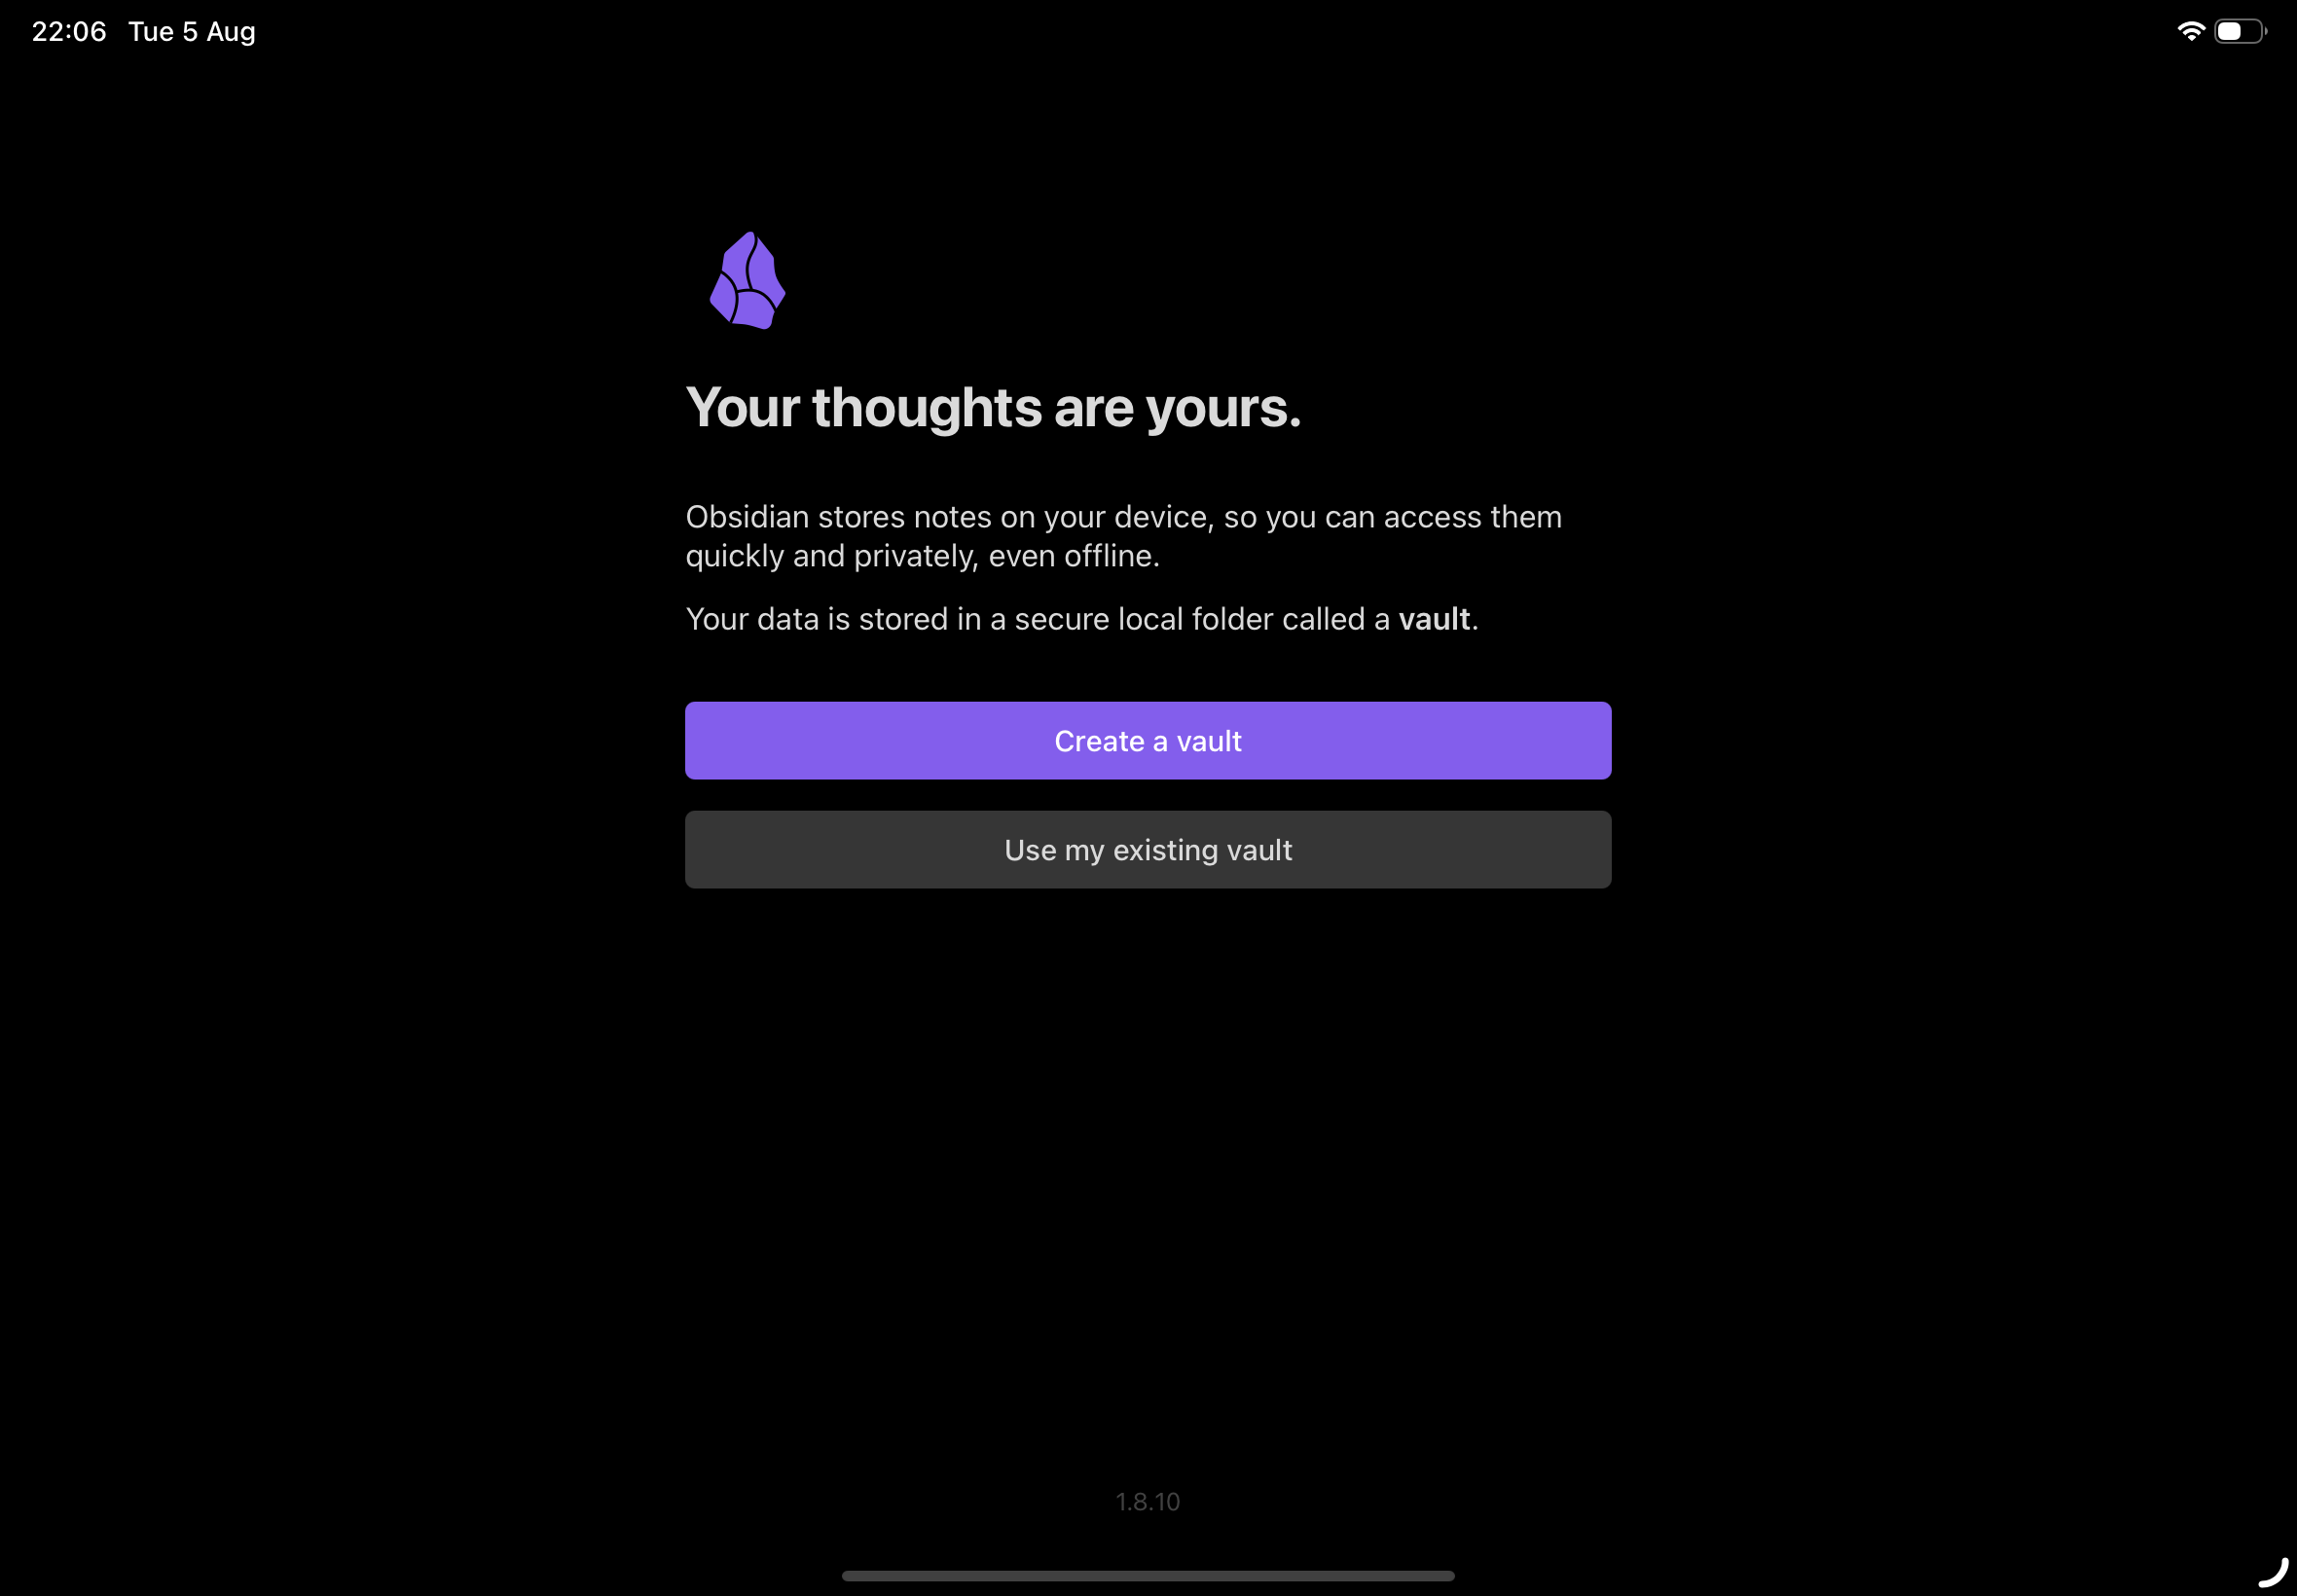 22:06 Tue 5 Aug
Your thoughts are yours.
Obsidian stores notes on your device, so you can access them
quickly and privately, even offline.
Your data is stored in a secure local folder called a vault.
Create a vault
Use my existing vault
1.8.10